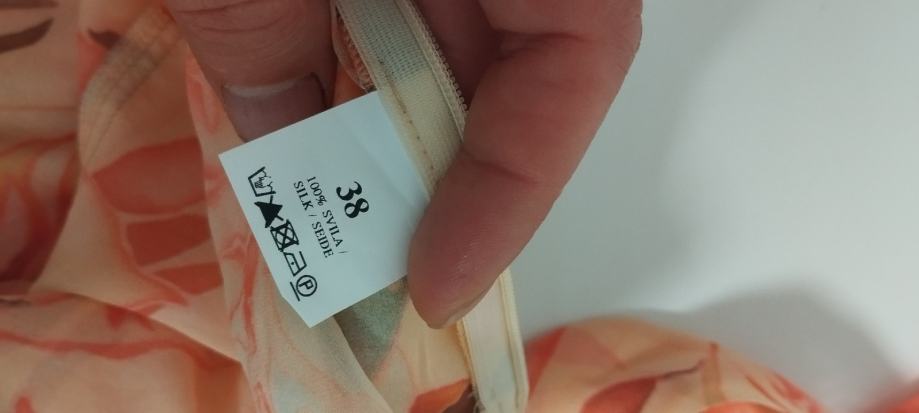 38
100% SVILA /
SILK / SEIDE
P